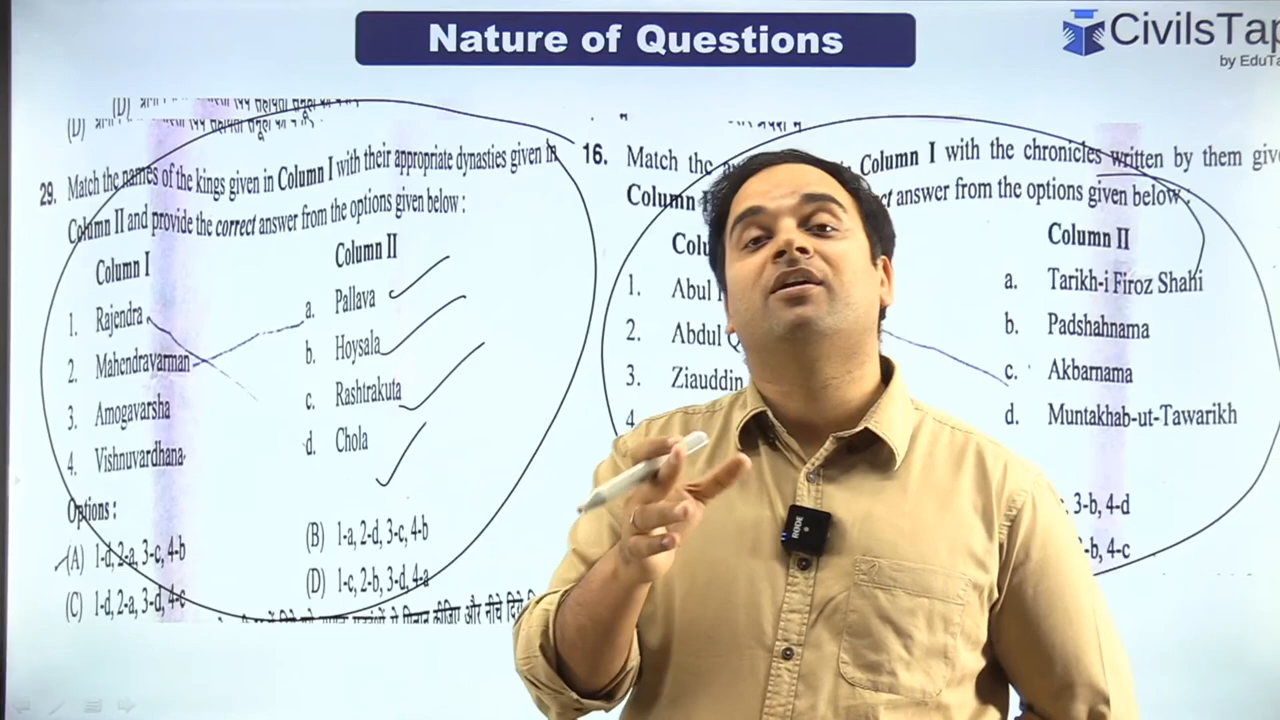 Nature of Questions
CivilsTap
by EduTa
29. Match the names of the kings given in Column I with their appropriate dynasties given in
Column II and provide the correct answer from the options given below :
Column I
Column II
1. Rajendra
a. Pallava
2. Mahendravarman
b. Hoysala
3. Amogavarsha
c. Rashtrakuta
4. Vishnuvardhana
d. Chola
Options :
(A) 1-d, 2-a, 3-c, 4-b
(B) 1-a, 2-d, 3-c, 4-b
(C) 1-d, 2-a, 3-d, 4-c
(D) 1-c, 2-b, 3-d, 4-a
16. Match the
Column I with the chronicles written by them give
Column
answer from the options given below :
Column II
1. Abul
a. Tarikh-i Firoz Shahi
2. Abdul
b. Padshahnama
3. Ziauddin
c. Akbarnama
4.
d. Muntakhab-ut-Tawarikh
3-b, 4-d
-b, 4-c
RODE